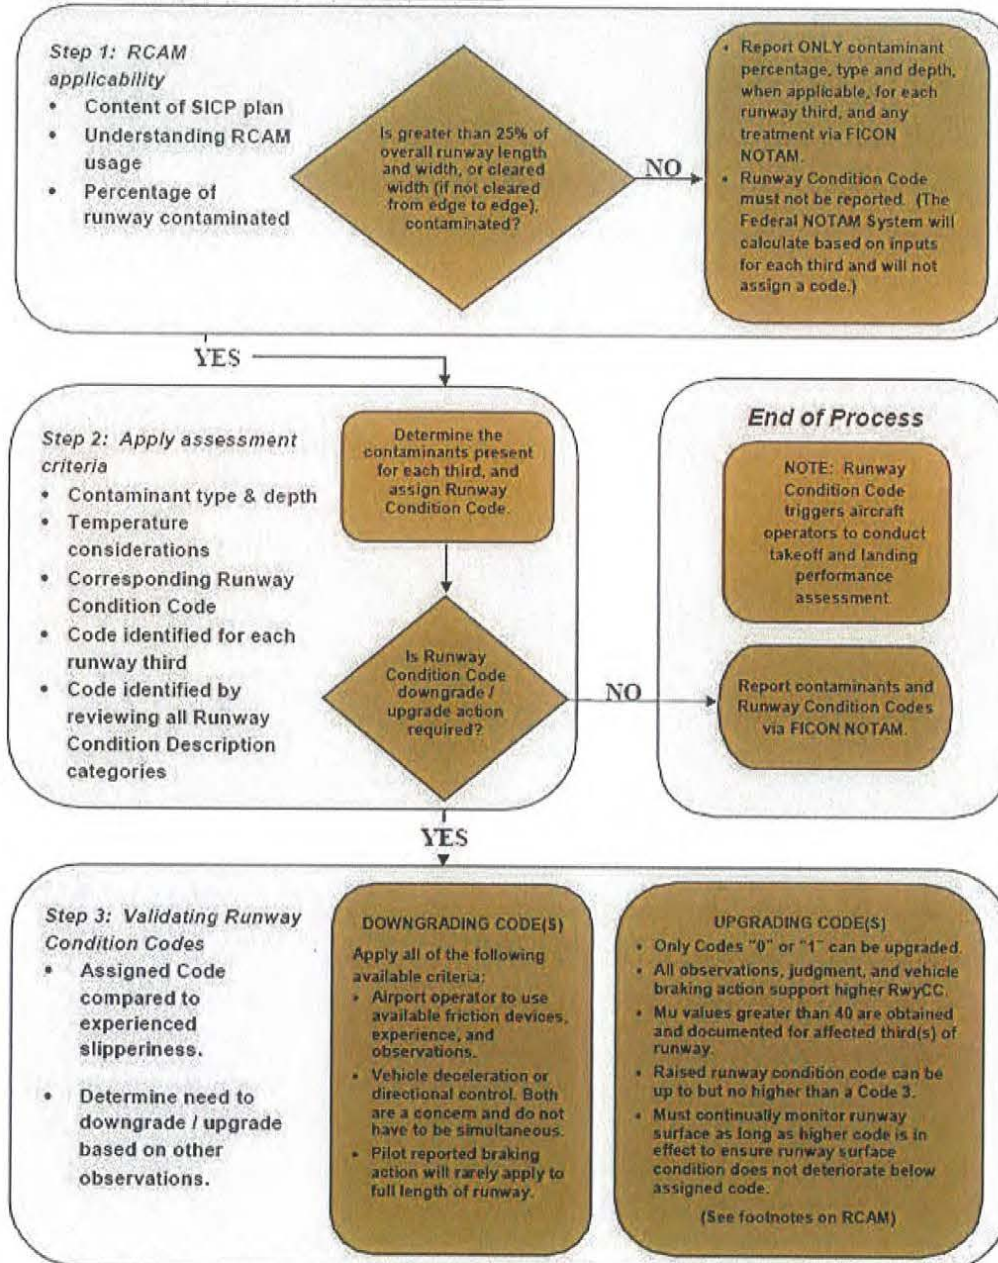 Step 1: RCAM
applicability
• Content of SICP plan
• Understanding RCAM
usage
• Percentage of
runway contaminated
Is greater than 25% of
overall runway length
and width, or cleared
width (if not cleared
from edge to edge),
contaminated?
NO
• Report ONLY contaminant
percentage, type and depth,
when applicable, for each
runway third, and any
treatment via FICON
NOTAM.
• Runway Condition Code
must not be reported. (The
Federal NOTAM System will
calculate based on inputs
for each third and will not
assign a code.)
YES
Step 2: Apply assessment
criteria
• Contaminant type & depth
• Temperature
considerations
• Corresponding Runway
Condition Code
• Code identified for each
runway third
• Code identified by
reviewing all Runway
Condition Description
categories
Determine the
contaminants present
for each third, and
assign Runway
Condition Code.
Is Runway
Condition Code
downgrade /
upgrade action
required?
NO
End of Process
NOTE: Runway
Condition Code
triggers aircraft
operators to conduct
takeoff and landing
performance
assessment.
Report contaminants and
Runway Condition Codes
via FICON NOTAM.
YES
Step 3: Validating Runway
Condition Codes
• Assigned Code
compared to
experienced
slipperiness.
• Determine need to
downgrade / upgrade
based on other
observations.
DOWNGRADING CODE(S)
Apply all of the following
available criteria:
• Airport operator to use
available friction devices,
experience, and
observations.
• Vehicle deceleration or
directional control. Both
are a concern and do not
have to be simultaneous.
• Pilot reported braking
action will rarely apply to
full length of runway.
UPGRADING CODE(S)
• Only Codes "0" or "1" can be upgraded.
• All observations, judgment, and vehicle
braking action support higher RwyCC.
• Mu values greater than 40 are obtained
and documented for affected third(s) of
runway.
• Raised runway condition code can be
up to but no higher than a Code 3.
• Must continually monitor runway
surface as long as higher code is in
effect to ensure runway surface
condition does not deteriorate below
assigned code.
(See footnotes on RCAM)